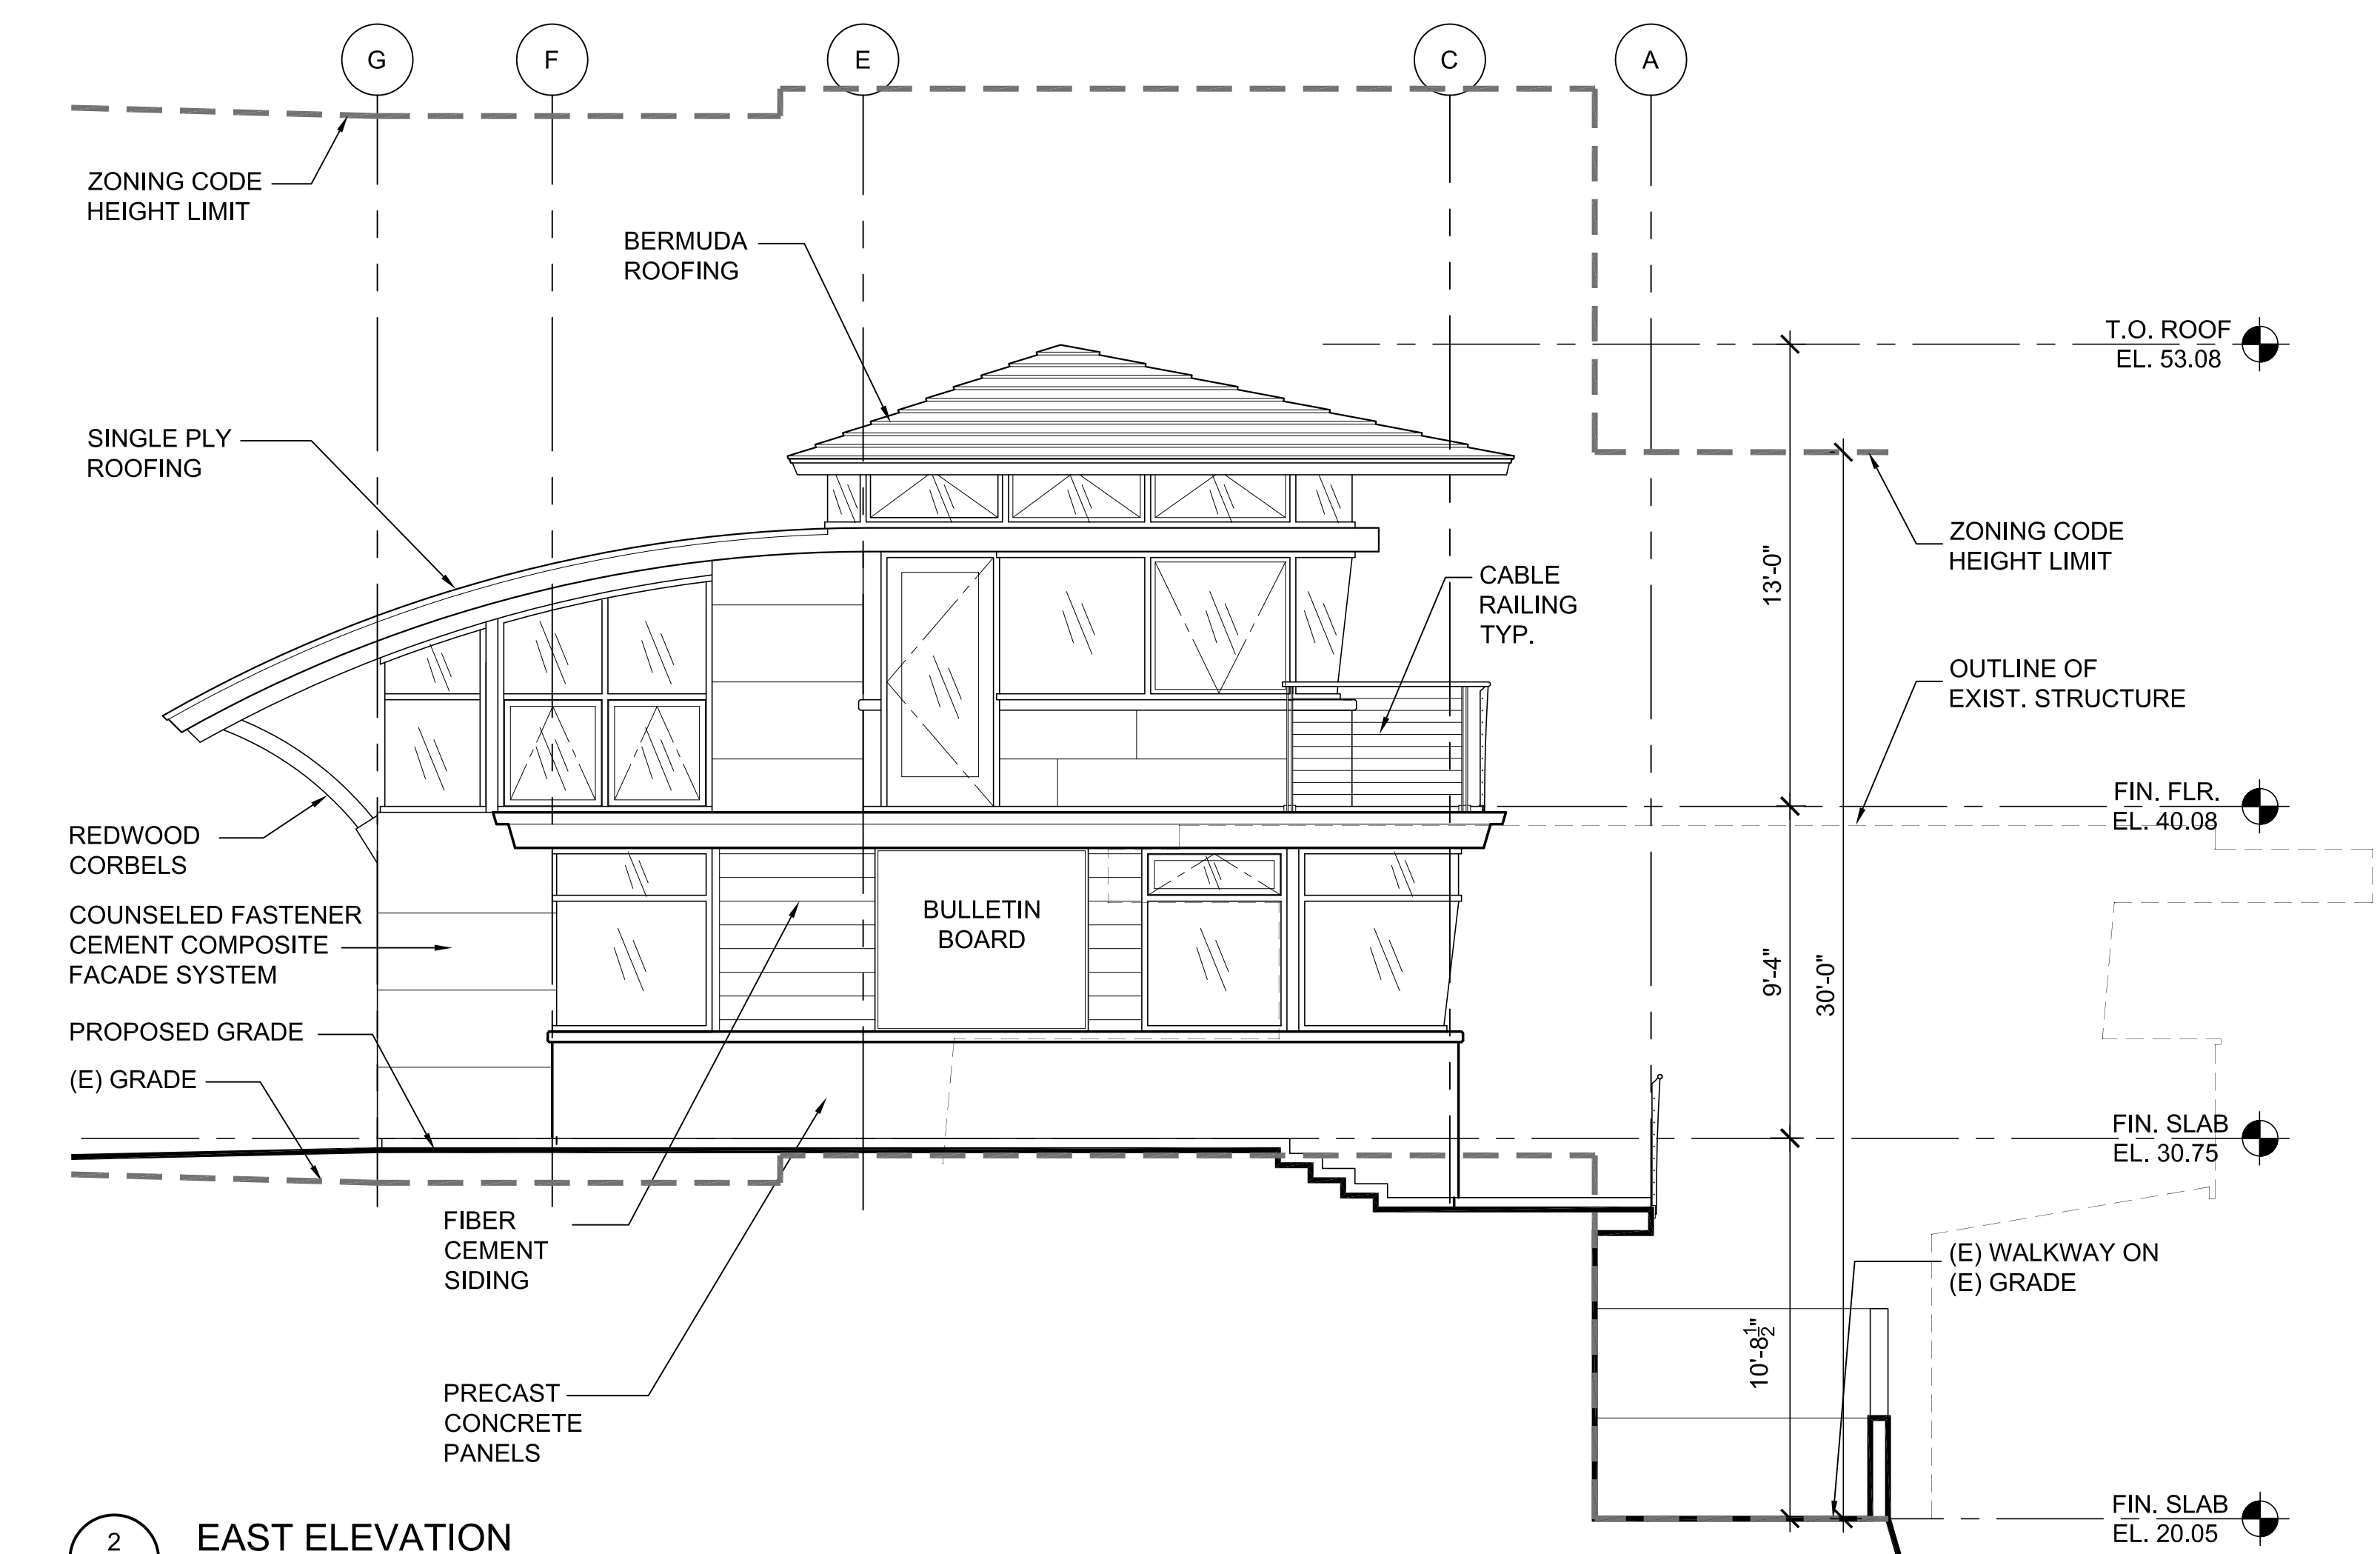 G
F
E
C
A
ZONING CODE
HEIGHT LIMIT
BERMUDA
ROOFING
T.O. ROOF
EL. 53.08
SINGLE PLY
ROOFING
ZONING CODE
HEIGHT LIMIT
13'-0"
CABLE
RAILING
TYP.
OUTLINE OF
EXIST. STRUCTURE
FIN. FLR.
EL. 40.08
REDWOOD
CORBELS
COUNSELED FASTENER
CEMENT COMPOSITE
FACADE SYSTEM
BULLETIN
BOARD
9'-4"
30'-0"
PROPOSED GRADE
(E) GRADE
FIN. SLAB
EL. 30.75
FIBER
CEMENT
SIDING
(E) WALKWAY ON
(E) GRADE
10'-8½"
PRECAST
CONCRETE
PANELS
FIN. SLAB
EL. 20.05
2
EAST ELEVATION